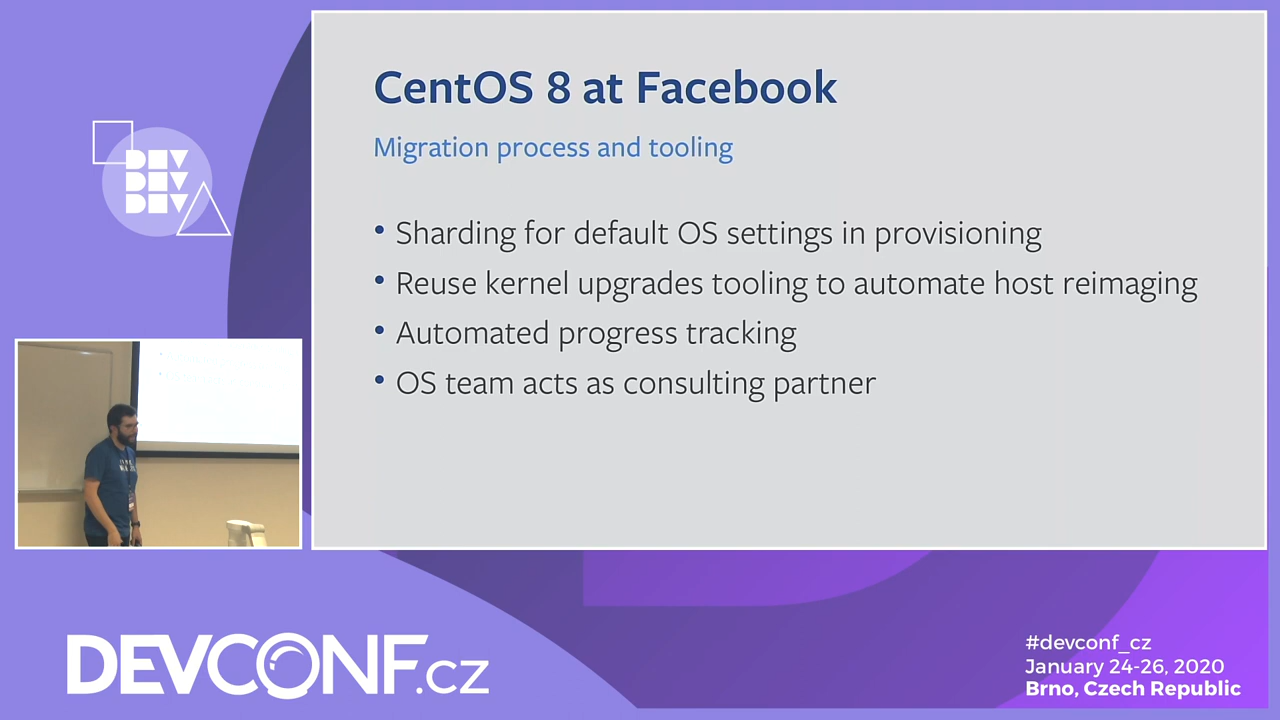 CentOS 8 at Facebook
Migration process and tooling
• Sharding for default OS settings in provisioning
• Reuse kernel upgrades tooling to automate host reimaging
• Automated progress tracking
• OS team acts as consulting partner
DEV
DEV
DEV
DEVCONF.cz
#devconf_cz
January 24-26, 2020
Brno, Czech Republic